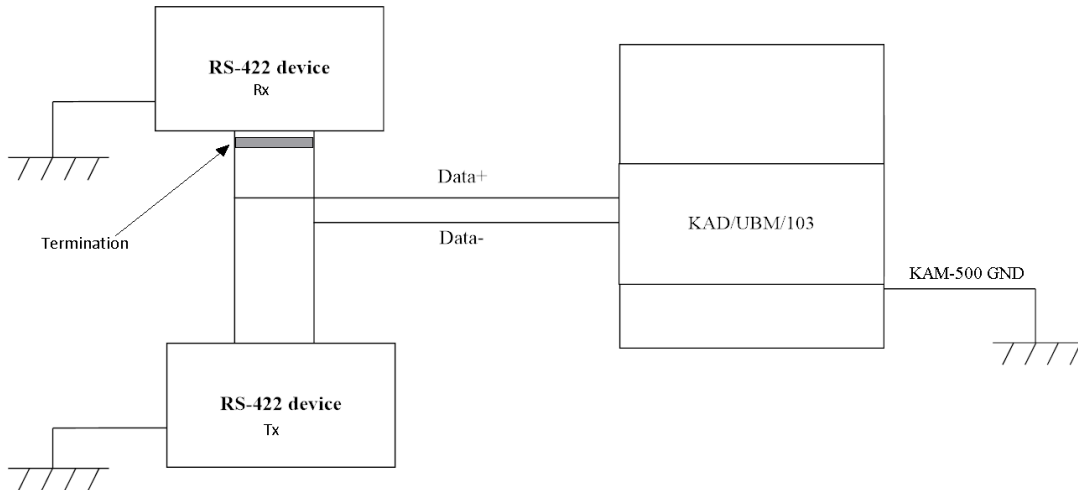 RS-422 device
Rx
Termination
Data+
Data-
KAD/UBM/103
KAM-500 GND
RS-422 device
Tx